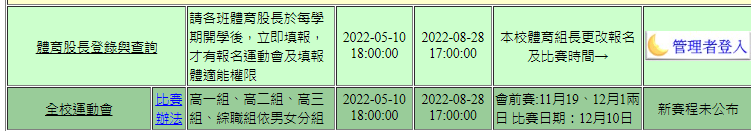 體育股長登錄與查詢
請各班體育股長於每學
期開學後，立即填報，
才有報名運動會及填報
體適能權限
2022-05-10
18:00:00
2022-08-28
17:00:00
本校體育組長更改報名
及比賽時間→
管理者登入
全校運動會
比賽
辦法
高一組、高二組、高三
組、綜職組依男女分組
2022-05-10
18:00:00
2022-08-28
17:00:00
會前賽:11月19、12月1兩
日 比賽日期：12月10日
新賽程未公布